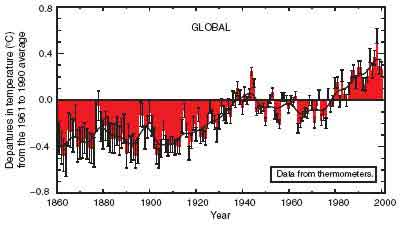 0.8
GLOBAL
0.4
0.0
−0.4
−0.8
Departures in temperature (°C)
from the 1961 to 1990 average
Data from thermometers.
1860 1880 1900 1920 1940 1960 1980 2000
Year